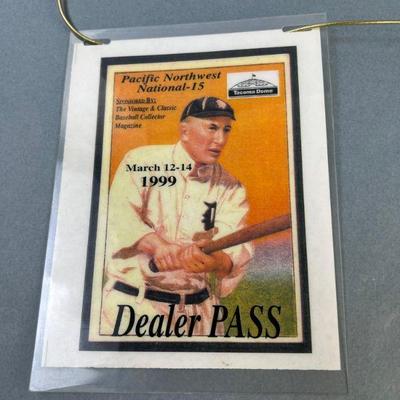 Pacific Northwest
National-15
Tacoma Dome
Sponsored By:
The Vintage & Classic
Baseball Collector
Magazine
March 12-14
1999
D
Dealer PASS